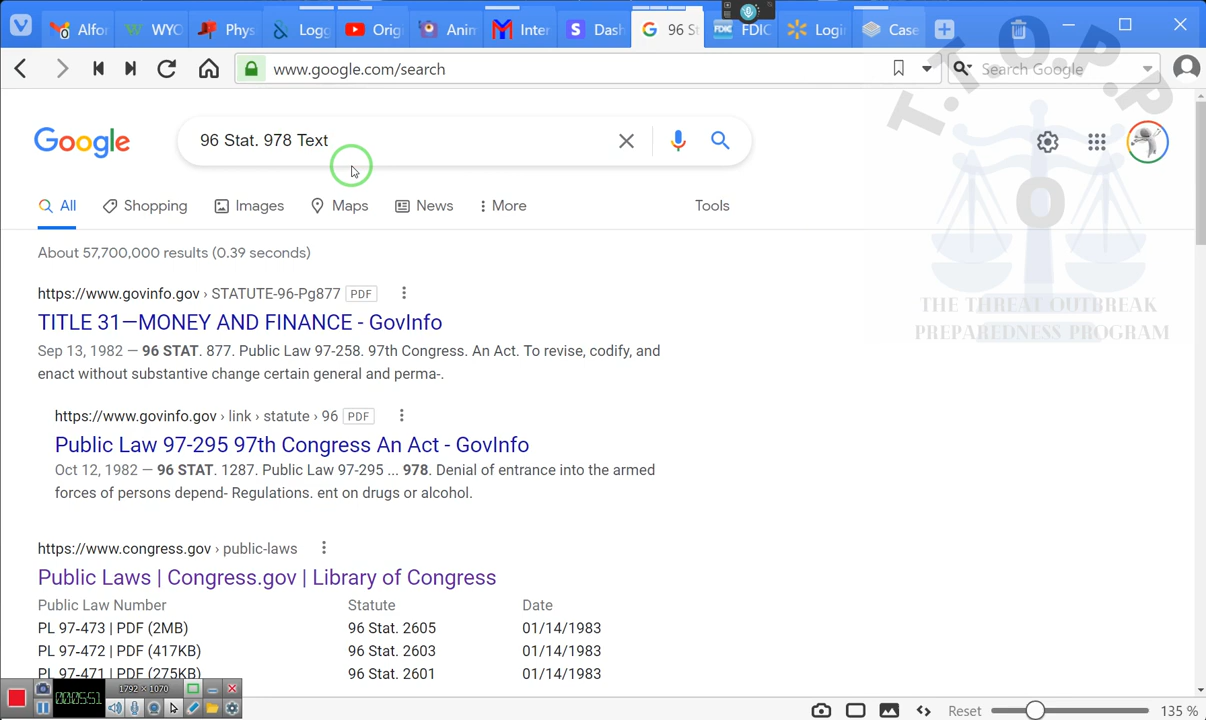 Alfor
WYO
Phys
Logg
Orig
Anin
Inter
Dash
96 St
FDIC
FDIC
Logi
Case
www.google.com/search
Search Google
T.T.O.P.P
Google
96 Stat. 978 Text
All
Shopping
Images
Maps
News
More
Tools
About 57,700,000 results (0.39 seconds)
https://www.govinfo.gov › STATUTE-96-Pg877 PDF
TITLE 31—MONEY AND FINANCE - GovInfo
Sep 13, 1982 — 96 STAT. 877. Public Law 97-258. 97th Congress. An Act. To revise, codify, and
enact without substantive change certain general and perma-.
THE THREAT OUTBREAK
PREPAREDNESS PROGRAM
https://www.govinfo.gov › link › statute › 96 PDF
Public Law 97-295 97th Congress An Act - GovInfo
Oct 12, 1982 — 96 STAT. 1287. Public Law 97-295 ... 978. Denial of entrance into the armed
forces of persons depend- Regulations. ent on drugs or alcohol.
https://www.congress.gov › public-laws
Public Laws | Congress.gov | Library of Congress
Public Law Number Statute Date
PL 97-473 | PDF (2MB) 96 Stat. 2605 01/14/1983
PL 97-472 | PDF (417KB) 96 Stat. 2603 01/14/1983
PL 97-471 | PDF (275KB) 96 Stat. 2601 01/14/1983
00:05:51
1792 × 1070
Reset
135 %